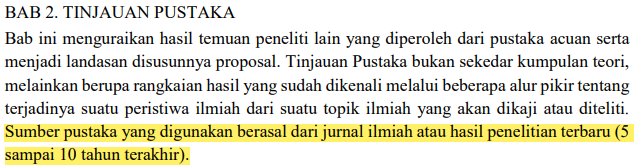 BAB 2. TINJAUAN PUSTAKA
Bab ini menguraikan hasil temuan peneliti lain yang diperoleh dari pustaka acuan serta
menjadi landasan disusunnya proposal. Tinjauan Pustaka bukan sekedar kumpulan teori,
melainkan berupa rangkaian hasil yang sudah dikenali melalui beberapa alur pikir tentang
terjadinya suatu peristiwa ilmiah dari suatu topik ilmiah yang akan dikaji atau diteliti.
Sumber pustaka yang digunakan berasal dari jurnal ilmiah atau hasil penelitian terbaru (5
sampai 10 tahun terakhir).